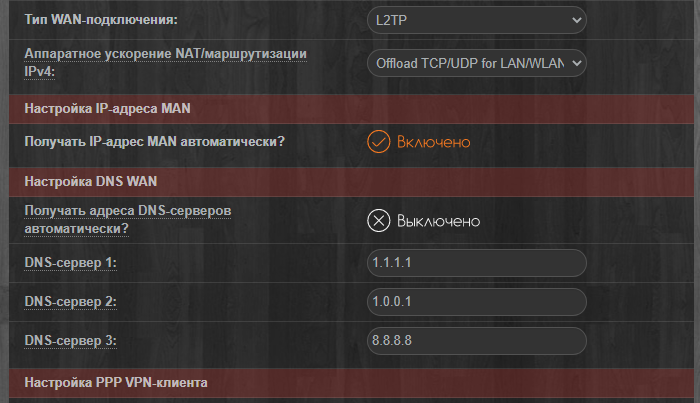 Тип WAN-подключения:
L2TP
Аппаратное ускорение NAT/маршрутизации
IPv4:
Offload TCP/UDP for LAN/WLAN
Настройка IP-адреса MAN
Получать IP-адрес MAN автоматически?
Включено
Настройка DNS WAN
Получать адреса DNS-серверов
автоматически?
Выключено
DNS-сервер 1:
1.1.1.1
DNS-сервер 2:
1.0.0.1
DNS-сервер 3:
8.8.8.8
Настройка PPP VPN-клиента